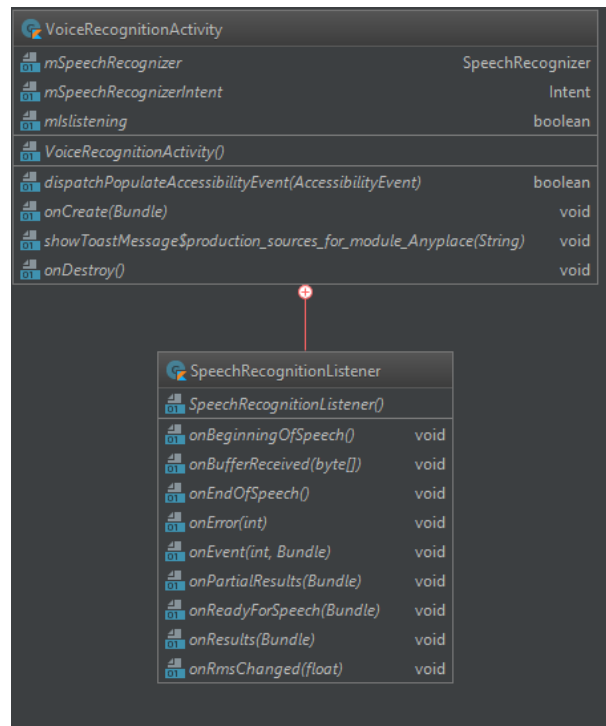 VoiceRecognitionActivity
mSpeechRecognizer SpeechRecognizer
mSpeechRecognizerIntent Intent
mIslistening boolean
VoiceRecognitionActivity()
dispatchPopulateAccessibilityEvent(AccessibilityEvent) boolean
onCreate(Bundle) void
showToastMessage$production_sources_for_module_Anyplace(String) void
onDestroy() void
SpeechRecognitionListener
SpeechRecognitionListener()
onBeginningOfSpeech() void
onBufferReceived(byte[]) void
onEndOfSpeech() void
onError(int) void
onEvent(int, Bundle) void
onPartialResults(Bundle) void
onReadyForSpeech(Bundle) void
onResults(Bundle) void
onRmsChanged(float) void